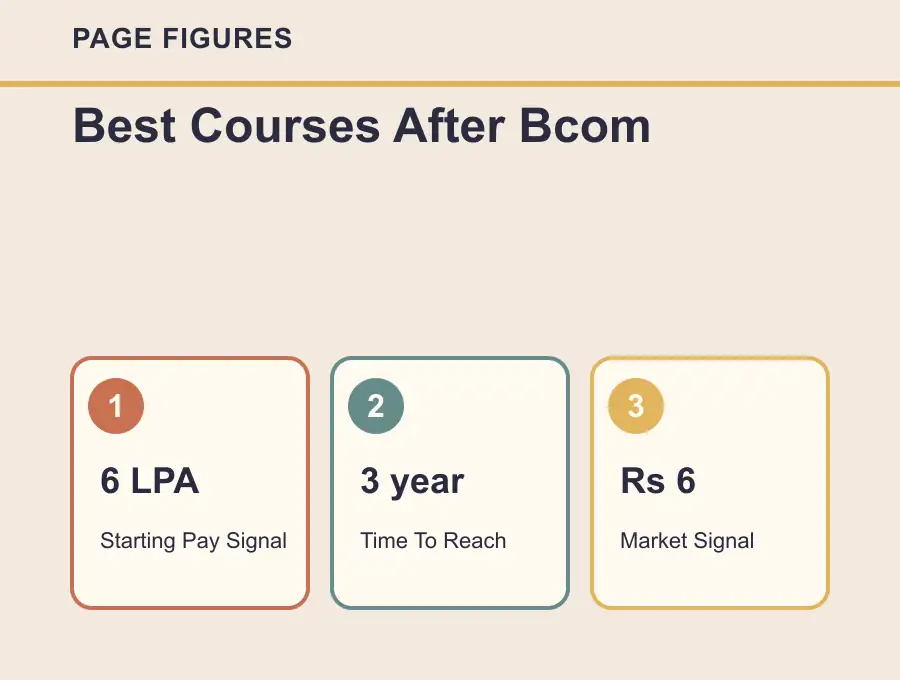 PAGE FIGURES
Best Courses After Bcom
1
2
3
6 LPA
3 year
Rs 6
Starting Pay Signal
Time To Reach
Market Signal